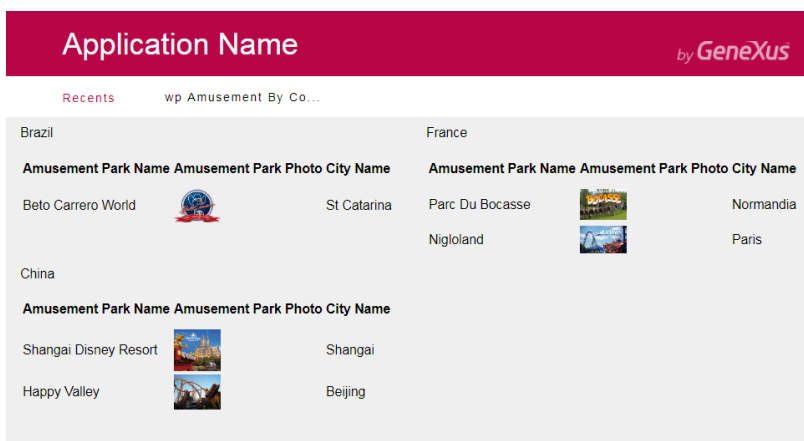 Application Name
by GeneXus
Recents wp Amusement By Co...
Brazil
Amusement Park Name Amusement Park Photo City Name
Beto Carrero World St Catarina
France
Amusement Park Name Amusement Park Photo City Name
Parc Du Bocasse BOCASSE Normandia
Nigloland Paris
China
Amusement Park Name Amusement Park Photo City Name
Shangai Disney Resort Shangai
Happy Valley Beijing